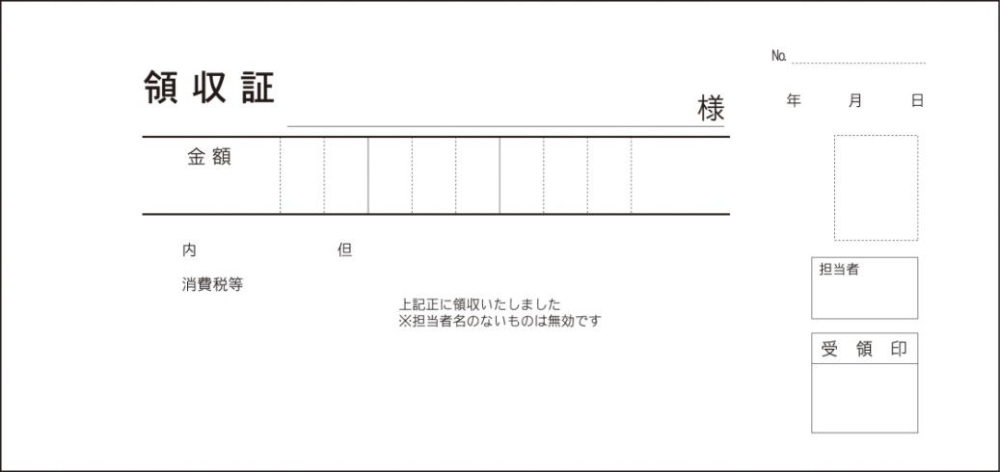 No.
領収証
様
年 月 日
金額
内 但
消費税等
担当者
上記正に領収いたしました
※担当者名のないものは無効です
受領印